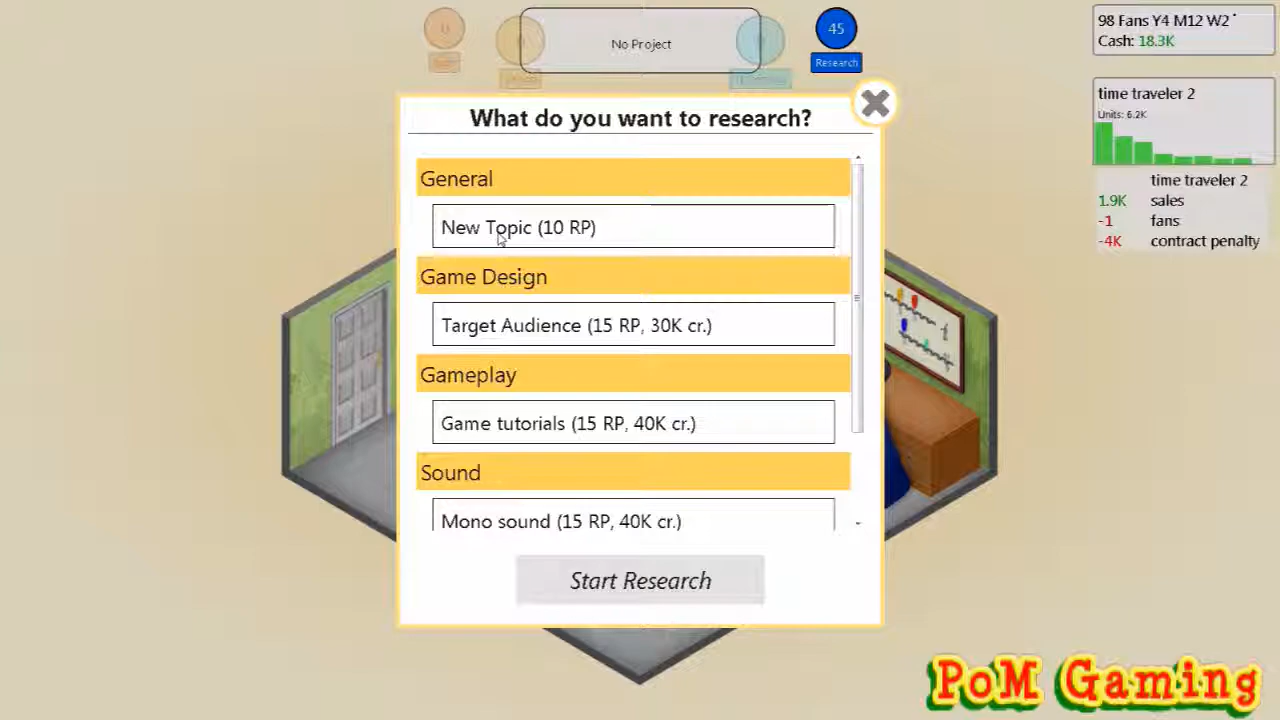 No Project
45
Research
98 Fans Y4 M12 W2
Cash: 18.3K
time traveler 2
Units: 6.2K
time traveler 2
1.9K sales
-1 fans
-4K contract penalty
What do you want to research?
General
New Topic (10 RP)
Game Design
Target Audience (15 RP, 30K cr.)
Gameplay
Game tutorials (15 RP, 40K cr.)
Sound
Mono sound (15 RP, 40K cr.)
Start Research
PoM Gaming